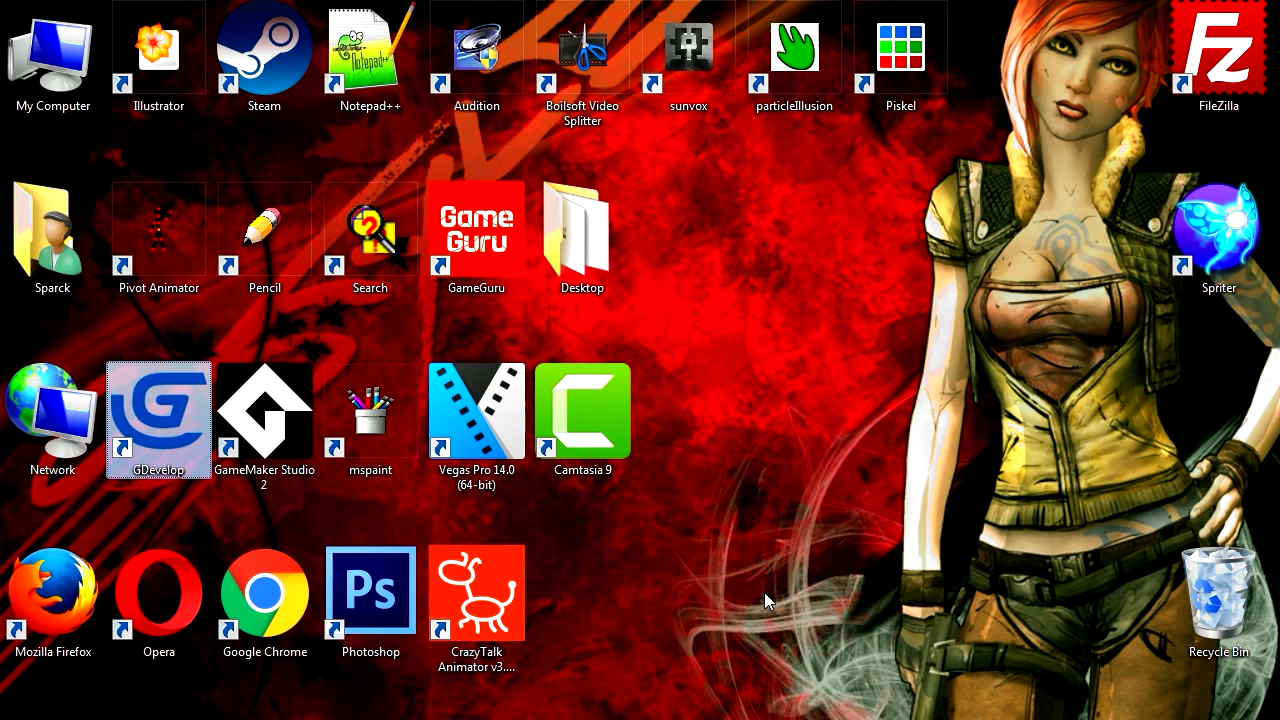 My Computer
Illustrator
Steam
Notepad++
Notepad++
Audition
Boilsoft Video
Splitter
sunvox
particleIllusion
Piskel
FZ
FileZilla
Sparck
Pivot Animator
Pencil
Search
Game
Guru
GameGuru
Desktop
Spriter
Network
GDevelop
GameMaker Studio
2
mspaint
Vegas Pro 14.0
(64-bit)
Camtasia 9
Mozilla Firefox
Opera
Google Chrome
Ps
Photoshop
CrazyTalk
Animator v3....
Recycle Bin